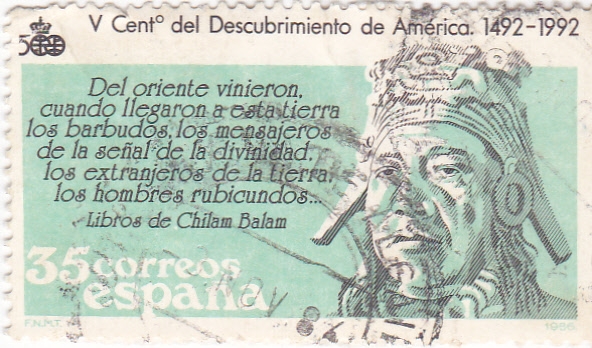 V Centº del Descubrimiento de América. 1492-1992
Del oriente vinieron,
cuando llegaron a esta tierra
los barbudos, los mensajeros
de la señal de la divinidad,
los extranjeros de la tierra,
los hombres rubicundos...
Libros de Chilam Balam
35 correos
españa
F.N.M.T. 1986